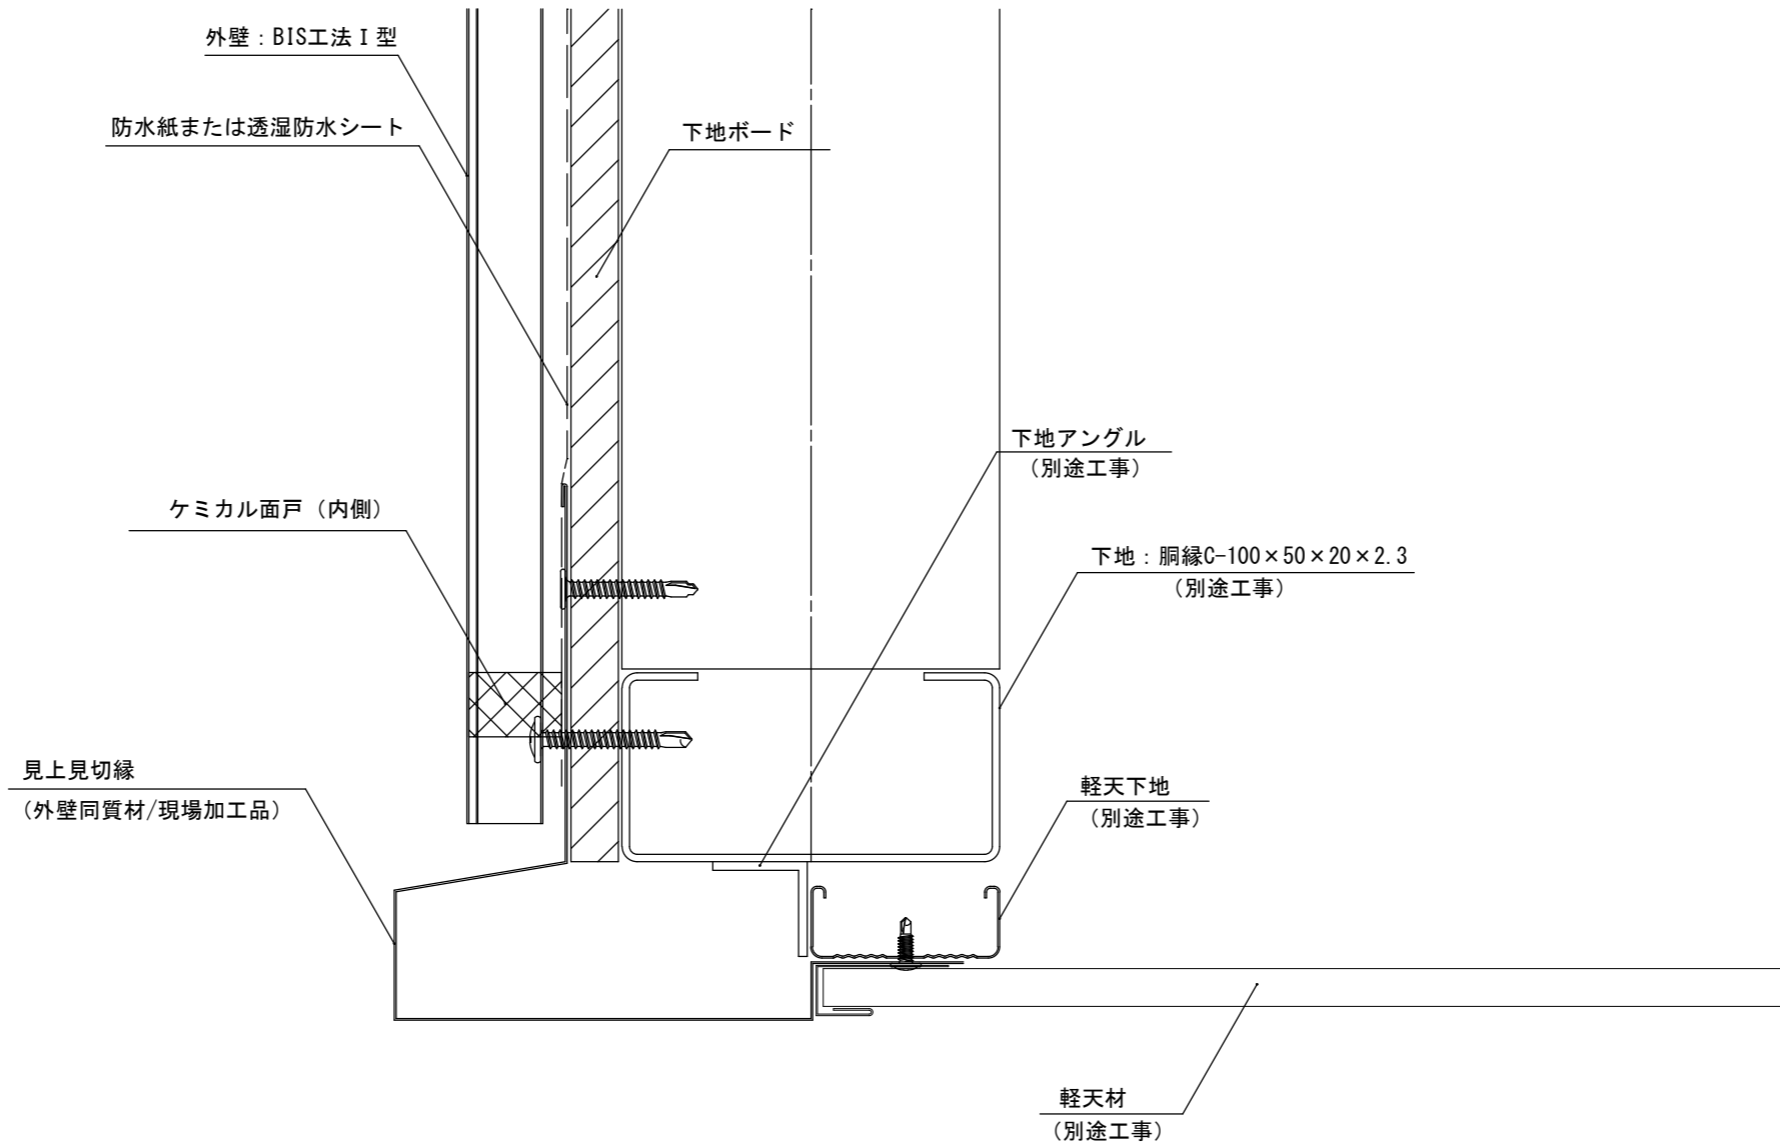 外壁：BIS工法Ⅰ型
防水紙または透湿防水シート
下地ボード
下地アングル
（別途工事）
ケミカル面戸（内側）
下地：胴縁C-100×50×20×2.3
（別途工事）
見上見切縁
（外壁同質材/現場加工品）
軽天下地
（別途工事）
軽天材
（別途工事）